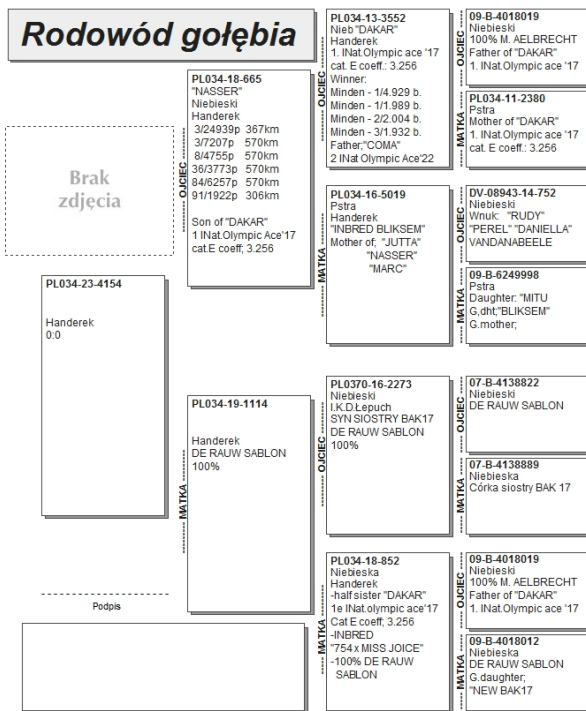 Rodowód gołębia
Brak
zdjęcia
PL034-23-4154
Handerek
0:0
Podpis
OJCIEC
PL034-18-665
"NASSER"
Niebieski
Handerek
3/24939p 367km
3/7207p 570km
8/4755p 570km
36/3773p 570km
84/6257p 570km
91/1922p 306km
Son of "DAKAR"
1 INat.Olympic Ace'17
cat.E coeff; 3.256
MATKA
PL034-19-1114
Handerek
DE RAUW SABLON
100%
OJCIEC
PL034-13-3552
Nieb "DAKAR"
Handerek
1. INat.Olympic ace '17
cat. E coeff.: 3.256
Winner:
Minden - 1/4.929 b.
Minden - 1/1.989 b.
Minden - 2/2.004 b.
Minden - 3/1.932 b.
Father;"COMA"
2 INat Olympic Ace'22
MATKA
PL034-16-5019
Pstra
Handerek
"INBRED BLIKSEM"
Mother of; "JUTTA"
"NASSER"
"MARC"
OJCIEC
PL0370-16-2273
Niebieski
I.K.D.Łepuch
SYN SIOSTRY BAK17
DE RAUW SABLON
100%
MATKA
PL034-18-852
Niebieska
Handerek
-half sister "DAKAR"
1e INat.olympic ace'17
Cat E coeff; 3.256
-INBRED
"754 x MISS JOICE"
-100% DE RAUW
SABLON
OJCIEC
09-B-4018019
Niebieski
100% M. AELBRECHT
Father of "DAKAR"
1. INat.Olympic ace '17
MATKA
PL034-11-2380
Pstra
Mother of "DAKAR"
1. INat.Olympic ace '17
cat. E coeff.: 3.256
OJCIEC
DV-08943-14-752
Niebieski
Wnuk: "RUDY"
"PEREL" "DANIELLA"
VANDANABEELE
MATKA
09-B-6249998
Pstra
Daughter: "MITU
G,dht;"BLIKSEM"
G.mother;
OJCIEC
07-B-4138822
Niebieski
DE RAUW SABLON
MATKA
07-B-4138889
Niebieska
Córka siostry BAK 17
OJCIEC
09-B-4018019
Niebieski
100% M. AELBRECHT
Father of "DAKAR"
1. INat.Olympic ace '17
MATKA
09-B-4018012
Niebieska
DE RAUW SABLON
G.daughter;
"NEW BAK17